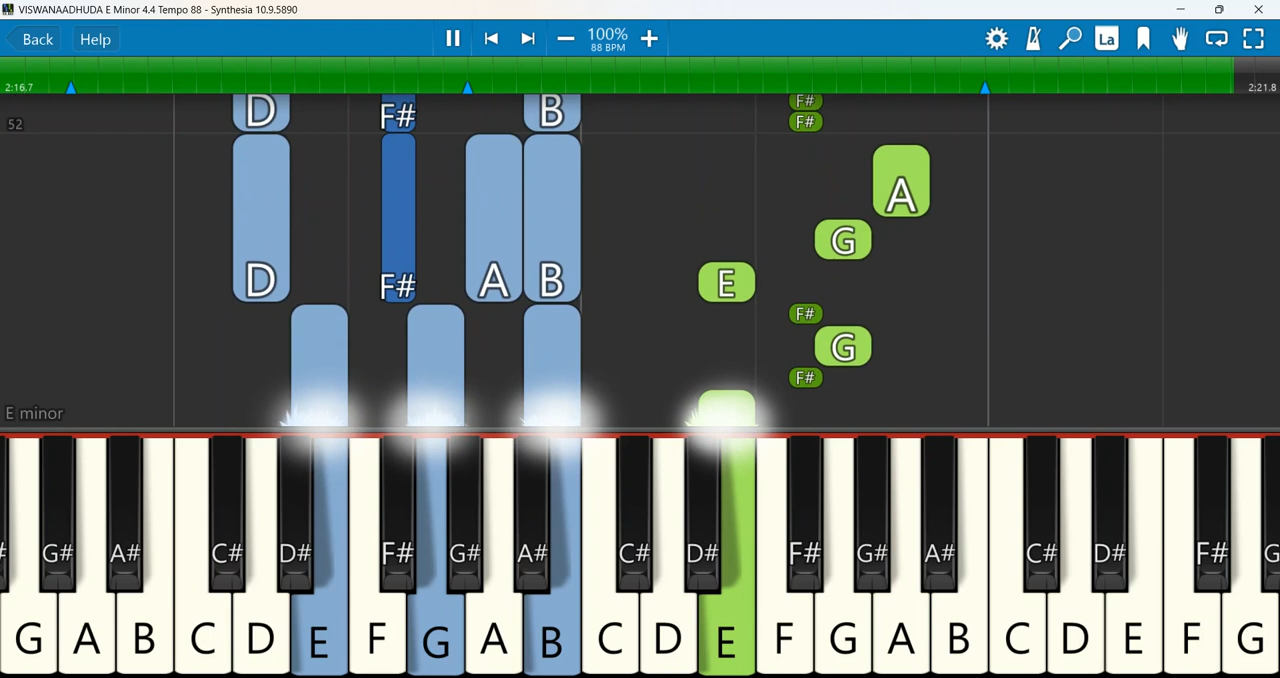 VISWANAADHUDA E Minor 4.4 Tempo 88 - Synthesia 10.9.5890
Back Help 100% La
88 BPM
2:16.7 2:21.8
D F# B F#
52 F#
A
G
D F# A B E
F#
G
F#
E minor
G# A# C# D# F# G# A# C# D# F# G# A# C# D# F# G
G A B C D E F G A B C D E F G A B C D E F G